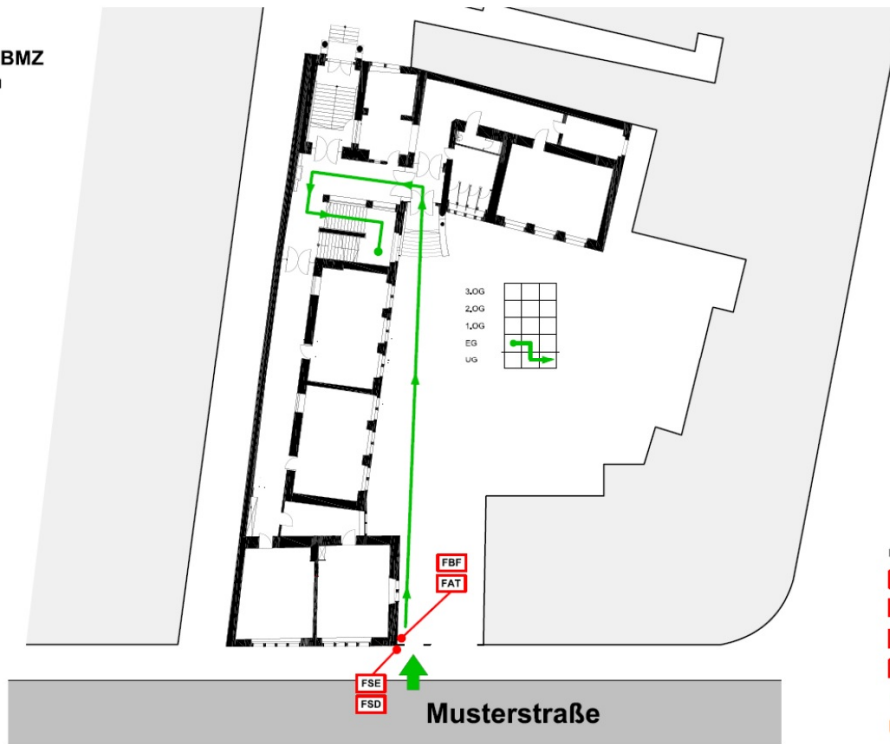 BMZ
3.OG
2.OG
1.OG
EG
UG
FBF
FAT
FSE
FSD
Musterstraße